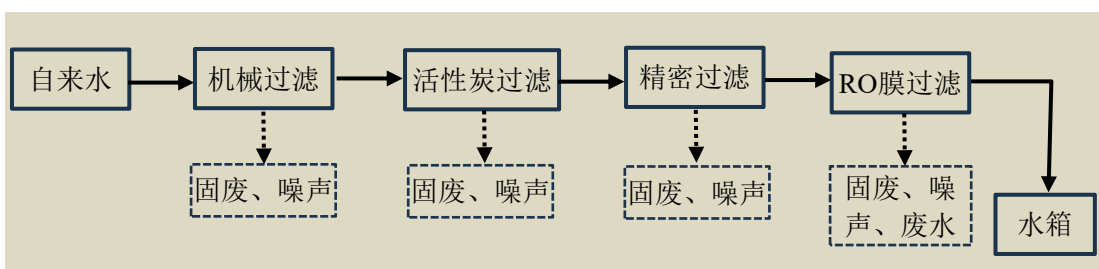 自来水
机械过滤
活性炭过滤
精密过滤
RO膜过滤
固废、噪声
固废、噪声
固废、噪声
固废、噪
声、废水
水箱